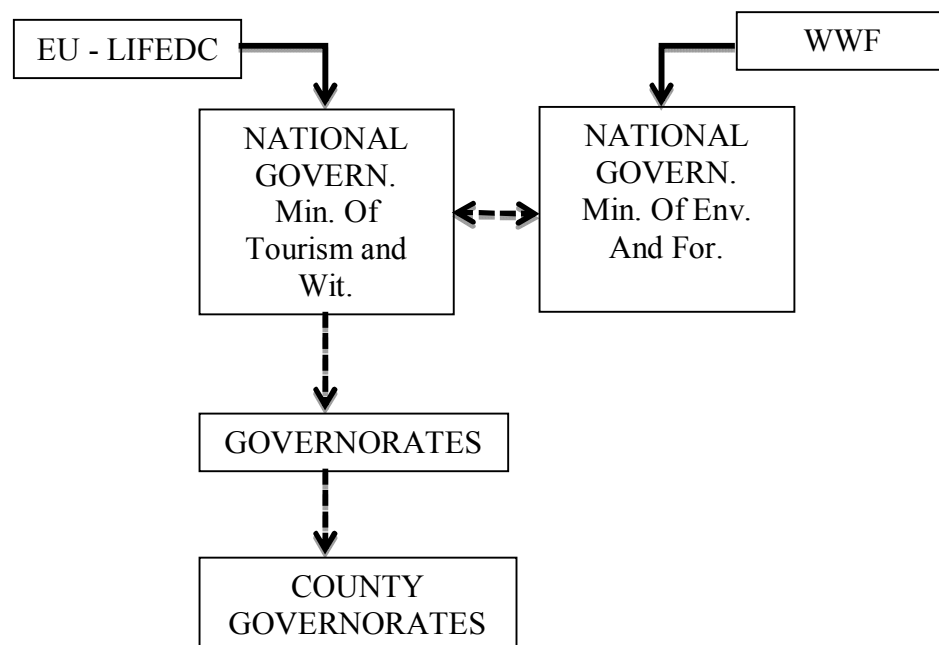 EU - LIFEDC
WWF
NATIONAL
GOVERN.
Min. Of
Tourism and
Wit.
NATIONAL
GOVERN.
Min. Of Env.
And For.
GOVERNORATES
COUNTY
GOVERNORATES